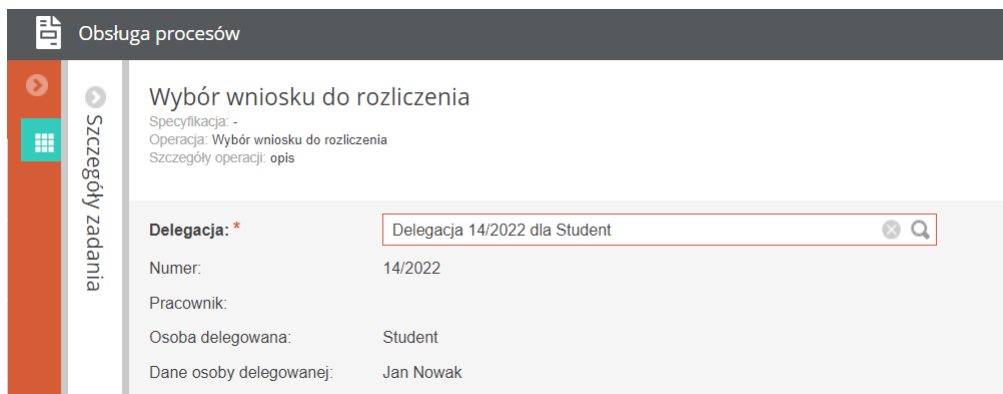 Obsługa procesów
Szczegóły zadania
Wybór wniosku do rozliczenia
Specyfikacja: -
Operacja: Wybór wniosku do rozliczenia
Szczegóły operacji: opis
Delegacja: * Delegacja 14/2022 dla Student
Numer: 14/2022
Pracownik:
Osoba delegowana: Student
Dane osoby delegowanej: Jan Nowak